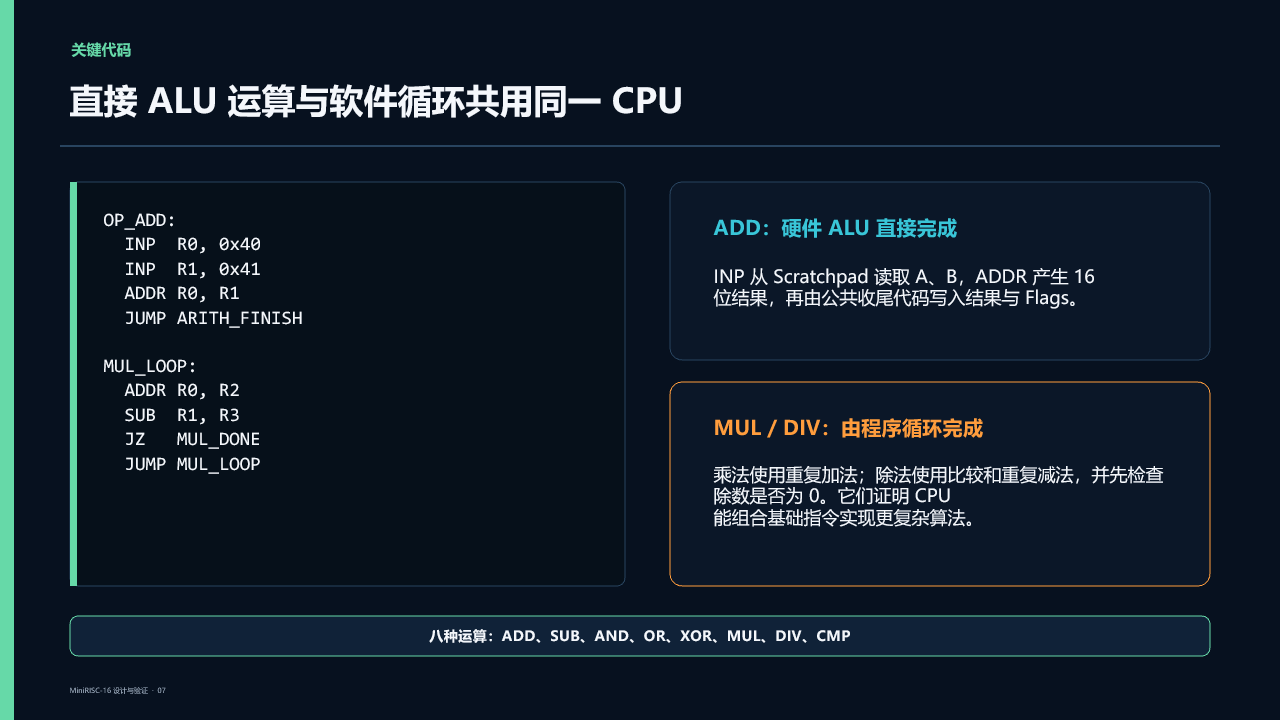 关键代码
直接 ALU 运算与软件循环共用同一 CPU
OP_ADD:
  INP  R0, 0x40
  INP  R1, 0x41
  ADDR R0, R1
  JUMP ARITH_FINISH
MUL_LOOP:
  ADDR R0, R2
  SUB  R1, R3
  JZ   MUL_DONE
  JUMP MUL_LOOP
ADD：硬件 ALU 直接完成
INP 从 Scratchpad 读取 A、B，ADDR 产生 16
位结果，再由公共收尾代码写入结果与 Flags。
MUL / DIV：由程序循环完成
乘法使用重复加法；除法使用比较和重复减法，并先检查
除数是否为 0。它们证明 CPU
能组合基础指令实现更复杂算法。
八种运算：ADD、SUB、AND、OR、XOR、MUL、DIV、CMP
MiniRISC-16 设计与验证 · 07